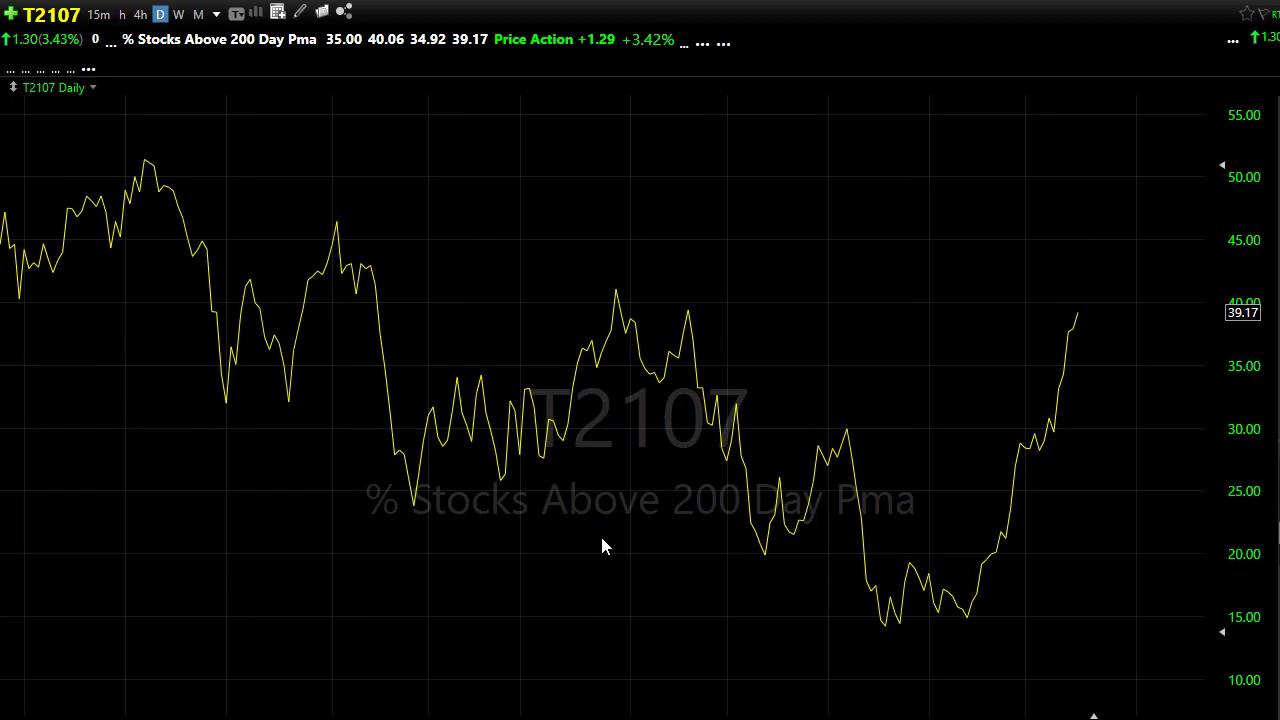 T2107 15m h 4h D W M T RT
1.30(3.43%) 0 ... % Stocks Above 200 Day Pma 35.00 40.06 34.92 39.17 Price Action +1.29 +3.42% ... ... ... ... 1.30
... ... ... ... ... ...
T2107 Daily
55.00
50.00
45.00
40.00
39.17
35.00
30.00
25.00
20.00
15.00
10.00
T2107
% Stocks Above 200 Day Pma